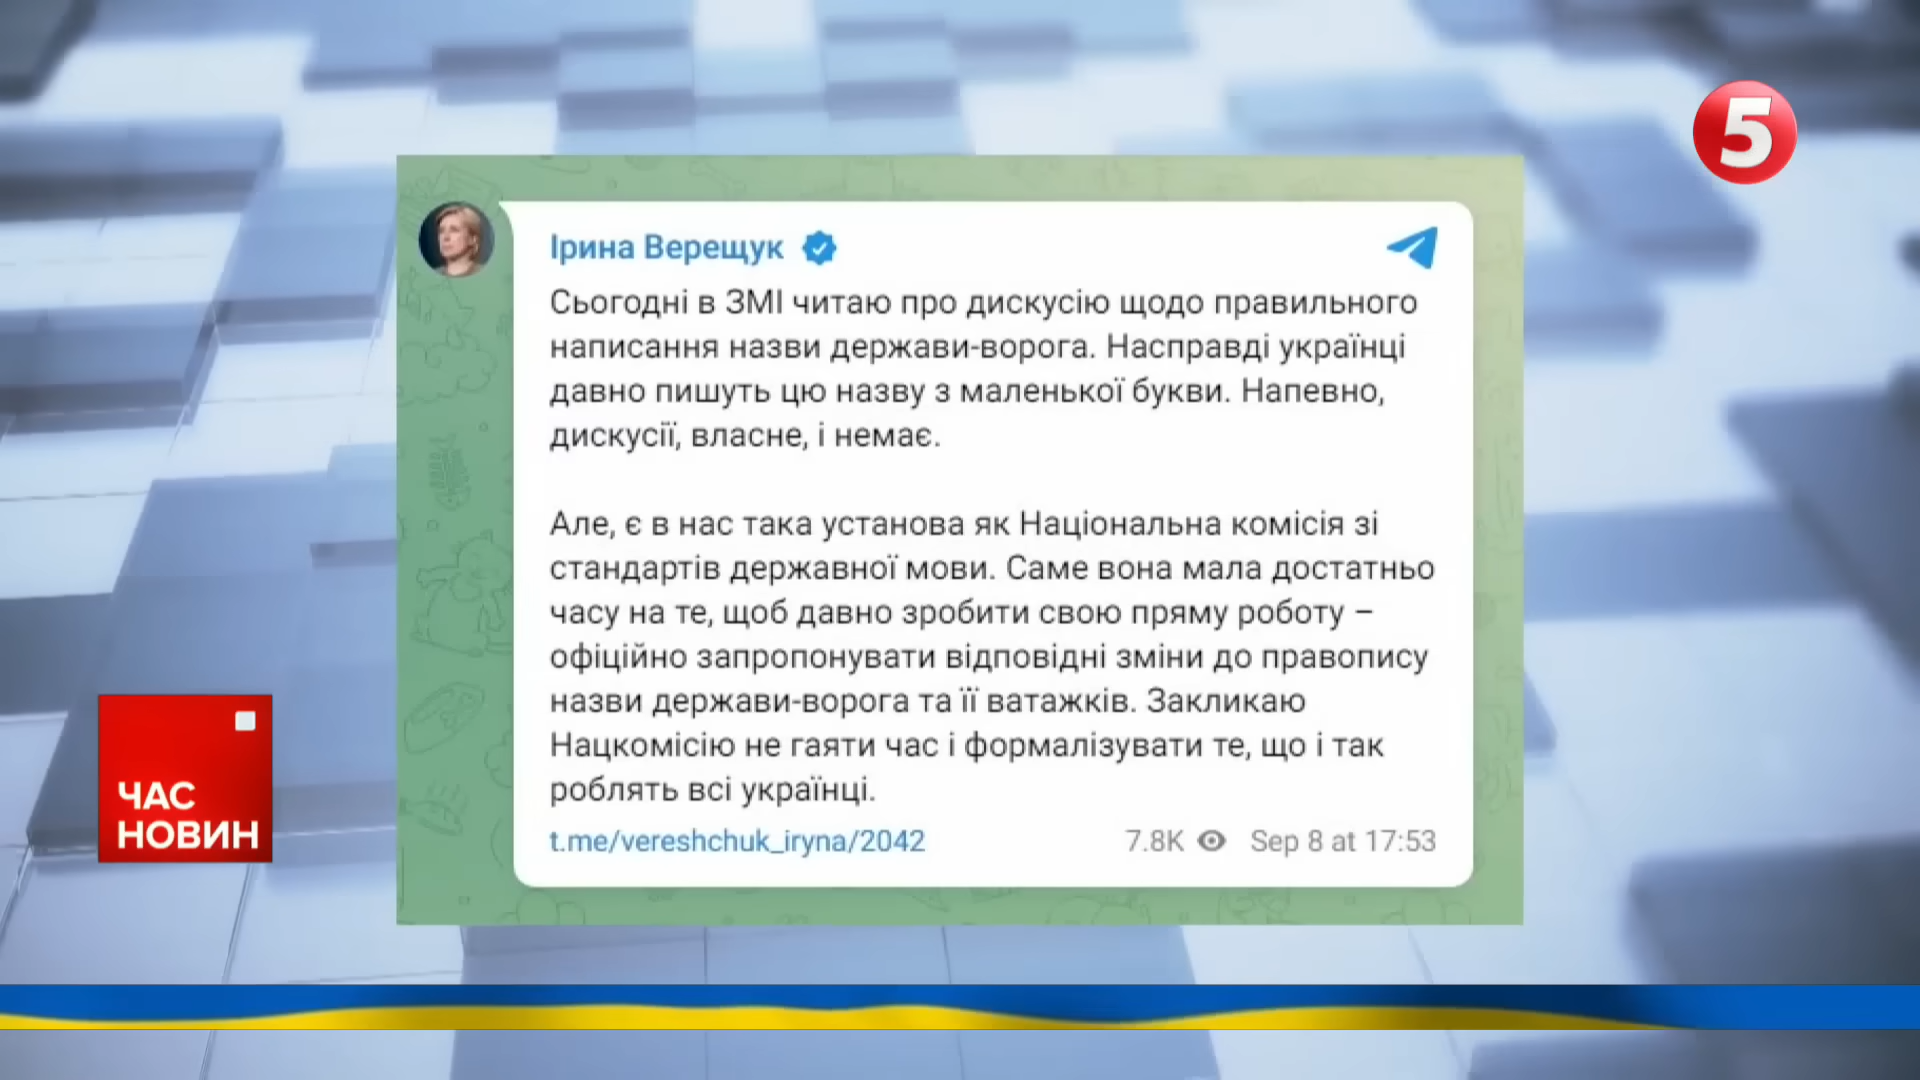 5
Ірина Верещук
Сьогодні в ЗМІ читаю про дискусію щодо правильного
написання назви держави-ворога. Насправді українці
давно пишуть цю назву з маленької букви. Напевно,
дискусії, власне, і немає.
Але, є в нас така установа як Національна комісія зі
стандартів державної мови. Саме вона мала достатньо
часу на те, щоб давно зробити свою пряму роботу –
офіційно запропонувати відповідні зміни до правопису
назви держави-ворога та її ватажків. Закликаю
Нацкомісію не гаяти час і формалізувати те, що і так
роблять всі українці.
t.me/vereshchuk_iryna/2042 7.8K Sep 8 at 17:53
ЧАС
НОВИН